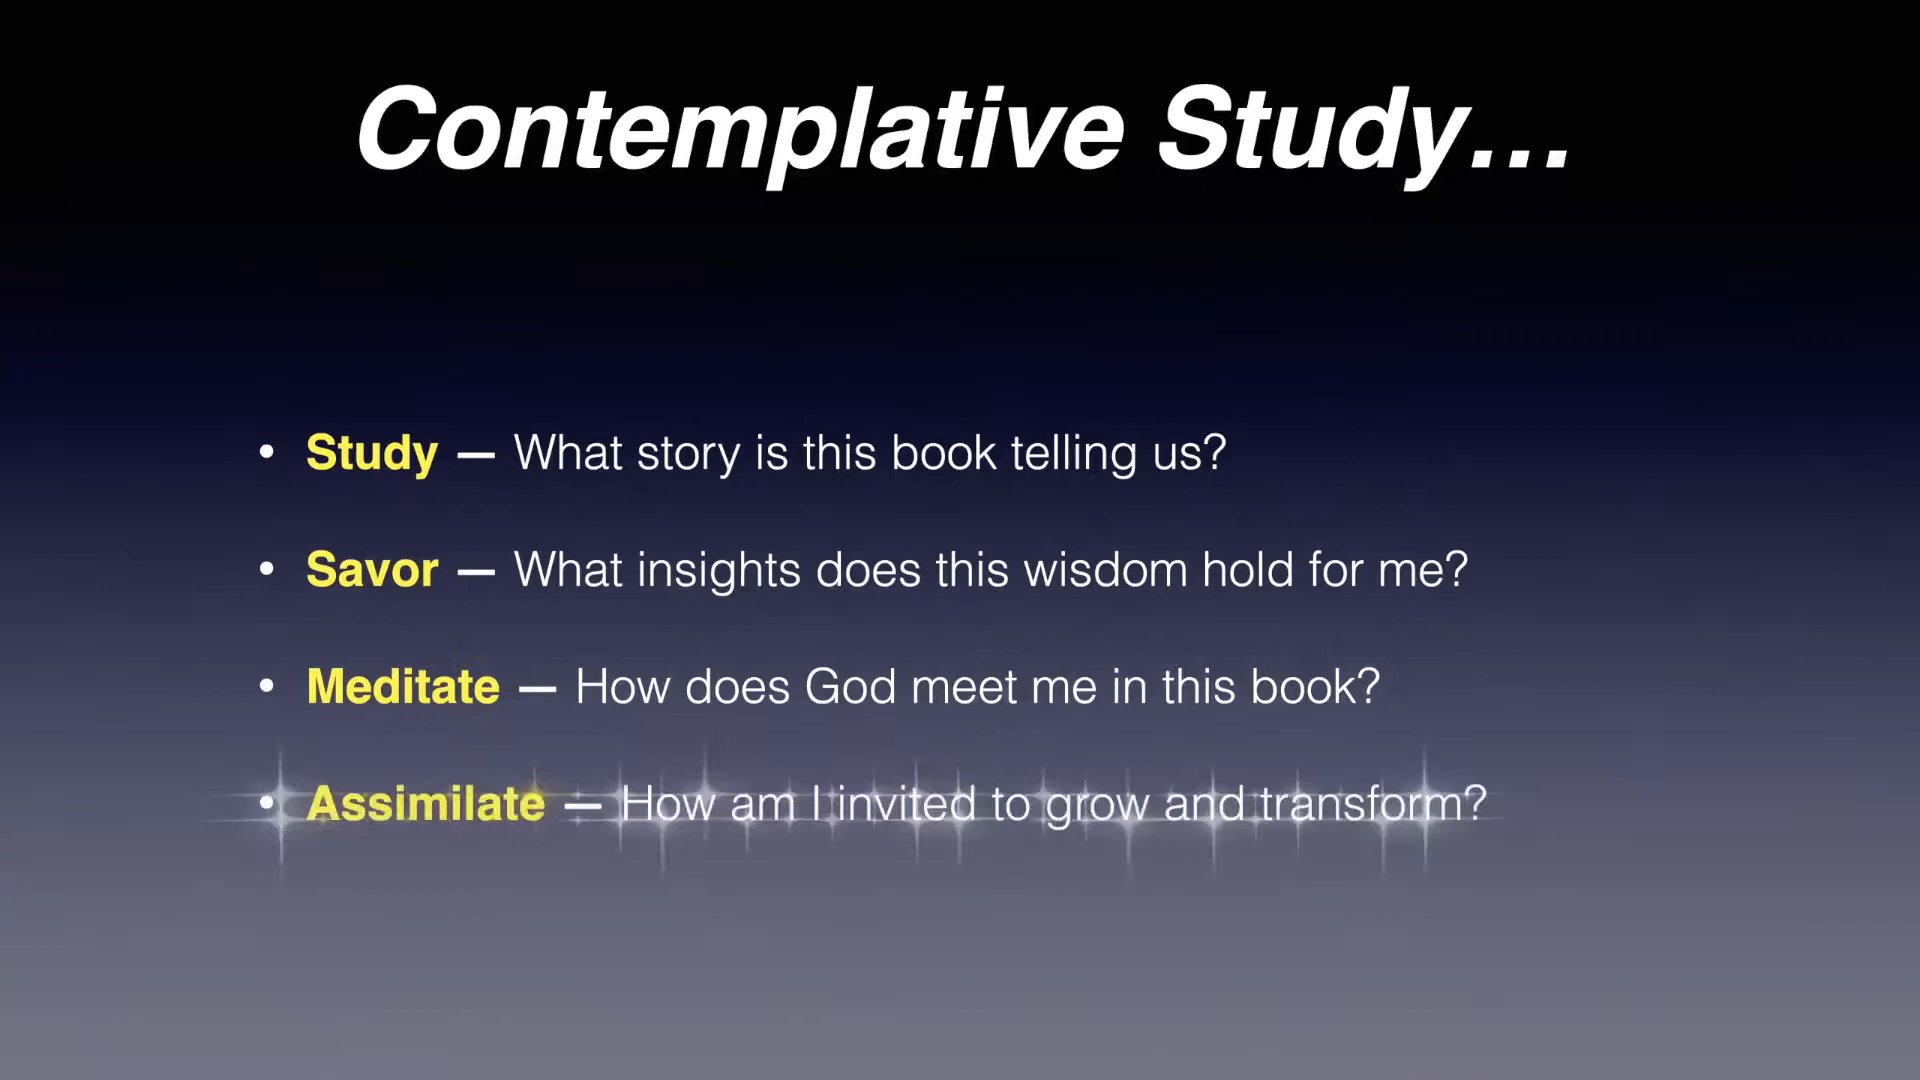 Contemplative Study...
• Study — What story is this book telling us?
• Savor — What insights does this wisdom hold for me?
• Meditate — How does God meet me in this book?
• Assimilate — How am I invited to grow and transform?